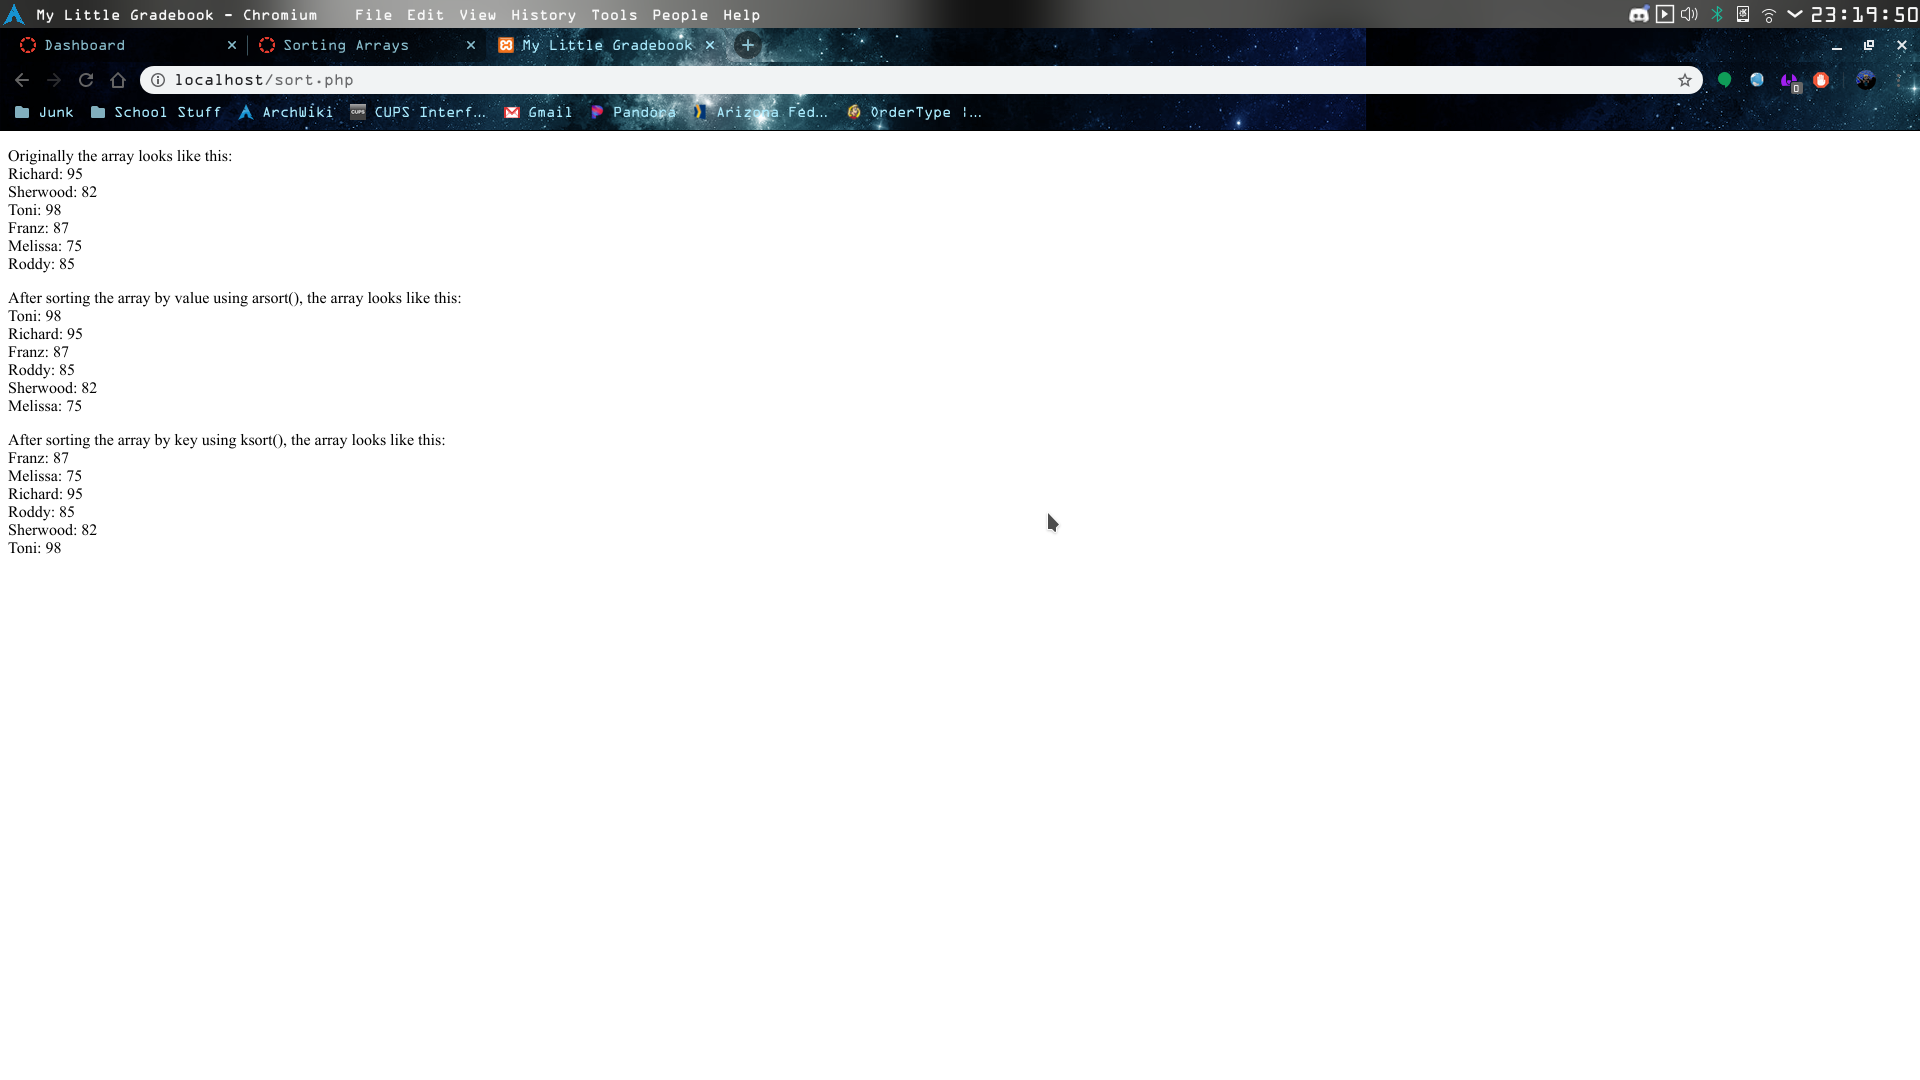 My Little Gradebook - Chromium File Edit View History Tools People Help 23:19:50
Dashboard Sorting Arrays My Little Gradebook
localhost/sort.php
0
Junk School Stuff ArchWiki CUPS CUPS Interf... Gmail Pandora Arizona Fed... OrderType |...
Originally the array looks like this:
Richard: 95
Sherwood: 82
Toni: 98
Franz: 87
Melissa: 75
Roddy: 85
After sorting the array by value using arsort(), the array looks like this:
Toni: 98
Richard: 95
Franz: 87
Roddy: 85
Sherwood: 82
Melissa: 75
After sorting the array by key using ksort(), the array looks like this:
Franz: 87
Melissa: 75
Richard: 95
Roddy: 85
Sherwood: 82
Toni: 98